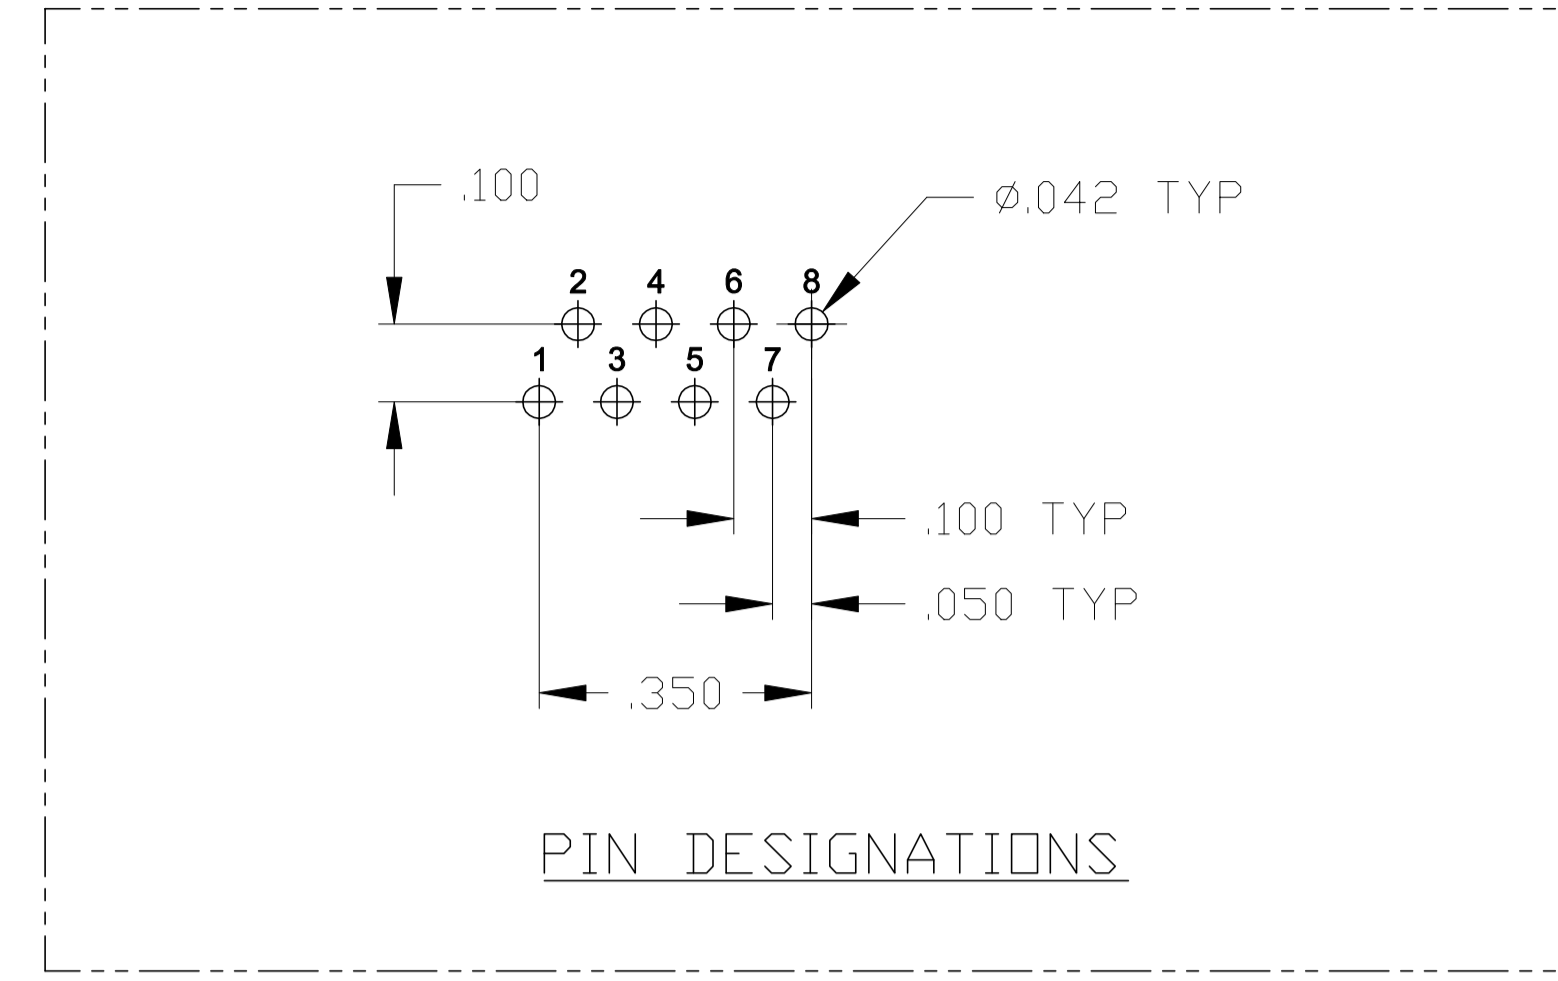 .100
Ø.042 TYP
2 4 6 8
1 3 5 7
.100 TYP
.050 TYP
.350
PIN DESIGNATIONS